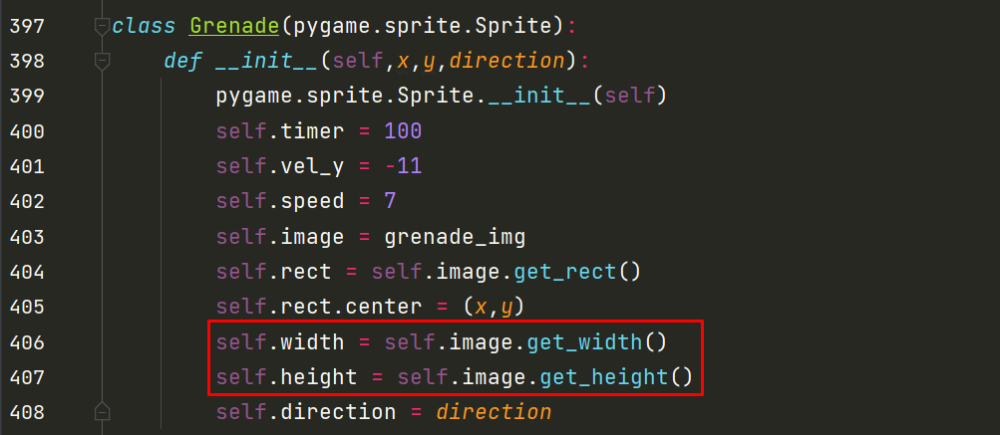 397 class Grenade(pygame.sprite.Sprite):
398 def __init__(self,x,y,direction):
399 pygame.sprite.Sprite.__init__(self)
400 self.timer = 100
401 self.vel_y = -11
402 self.speed = 7
403 self.image = grenade_img
404 self.rect = self.image.get_rect()
405 self.rect.center = (x,y)
406 self.width = self.image.get_width()
407 self.height = self.image.get_height()
408 self.direction = direction